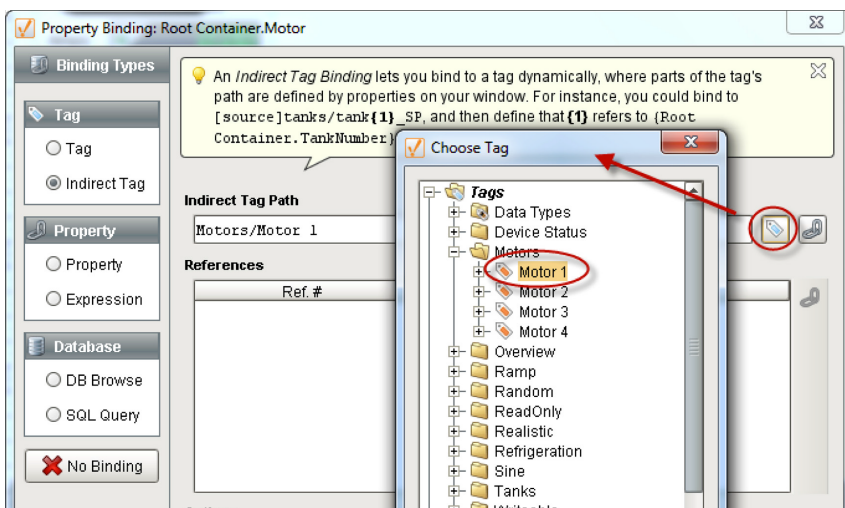 Property Binding: Root Container.Motor
Binding Types
An Indirect Tag Binding lets you bind to a tag dynamically, where parts of the tag's
path are defined by properties on your window. For instance, you could bind to
[source]tanks/tank{1}_SP, and then define that {1} refers to {Root
Container.TankNumber}
Tag
Tag
Indirect Tag
Property
Property
Expression
Database
DB Browse
SQL Query
No Binding
Indirect Tag Path
Motors/Motor 1
References
Ref. #
Choose Tag
Tags
Data Types
Device Status
Motors
Motor 1
Motor 2
Motor 3
Motor 4
Overview
Ramp
Random
ReadOnly
Realistic
Refrigeration
Sine
Tanks